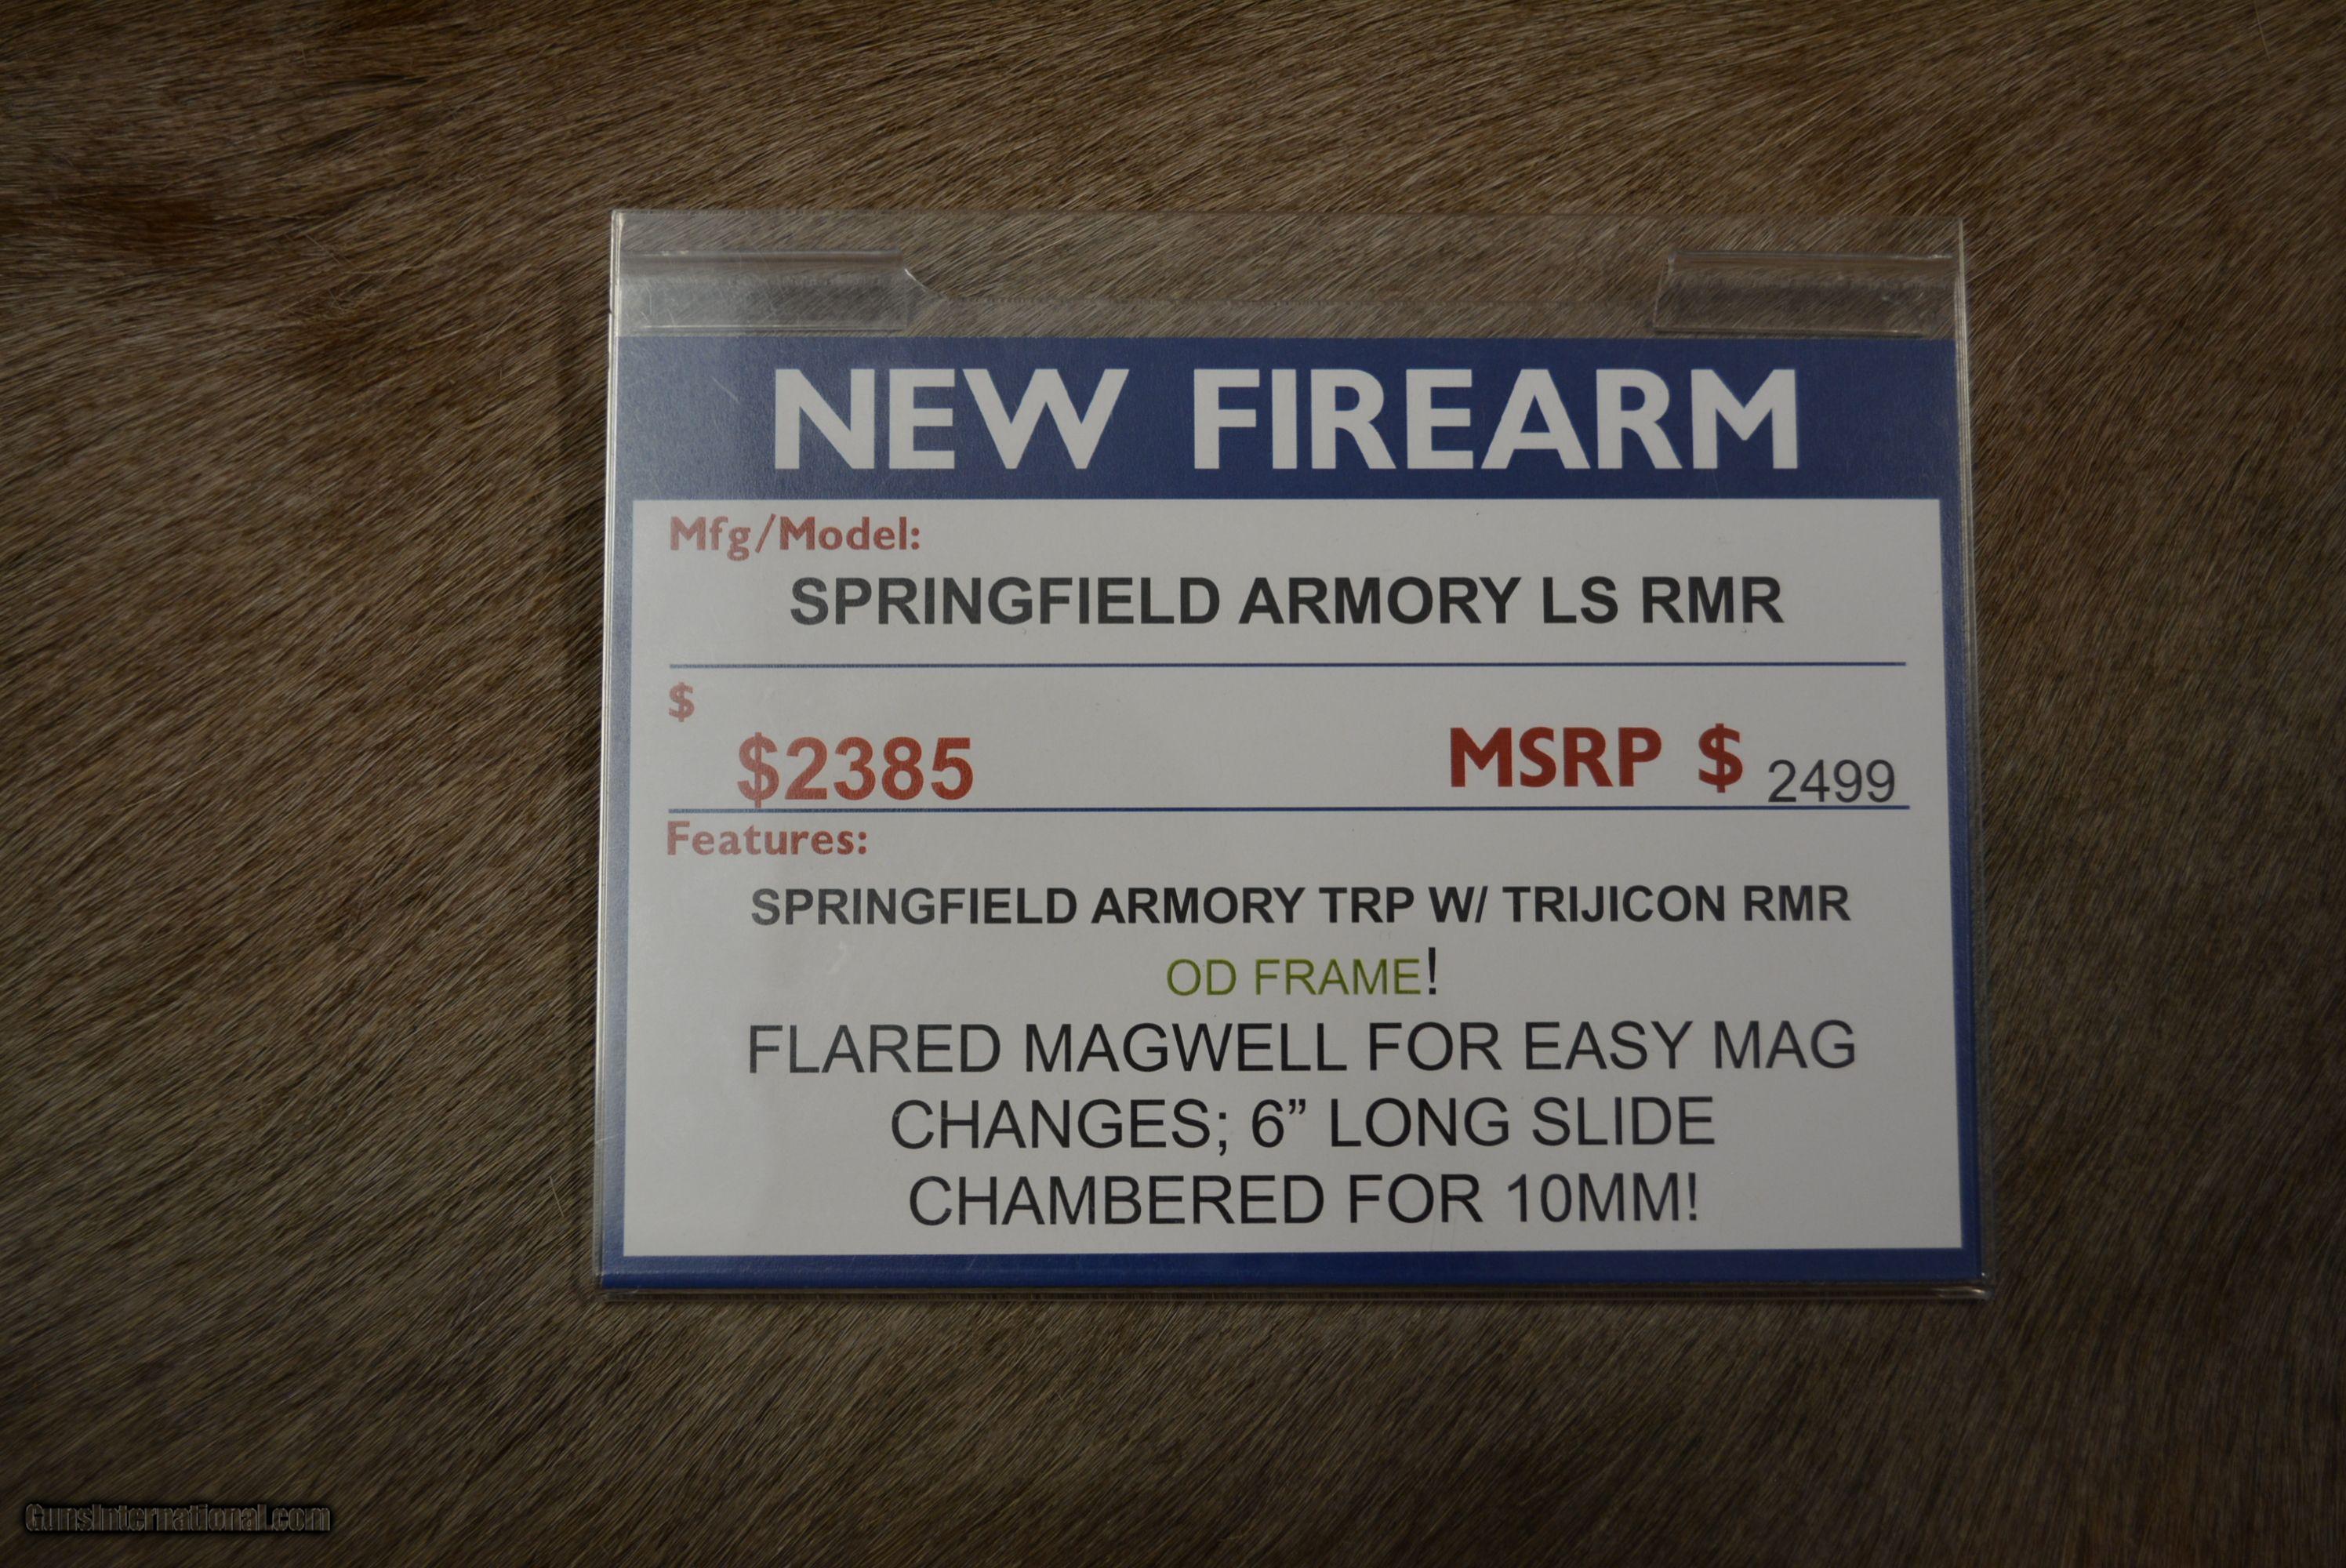 NEW FIREARM
Mfg/Model:
SPRINGFIELD ARMORY LS RMR
$
$2385 MSRP $ 2499
Features:
SPRINGFIELD ARMORY TRP W/ TRIJICON RMR
OD FRAME!
FLARED MAGWELL FOR EASY MAG
CHANGES; 6” LONG SLIDE
CHAMBERED FOR 10MM!
GunsInternational.com